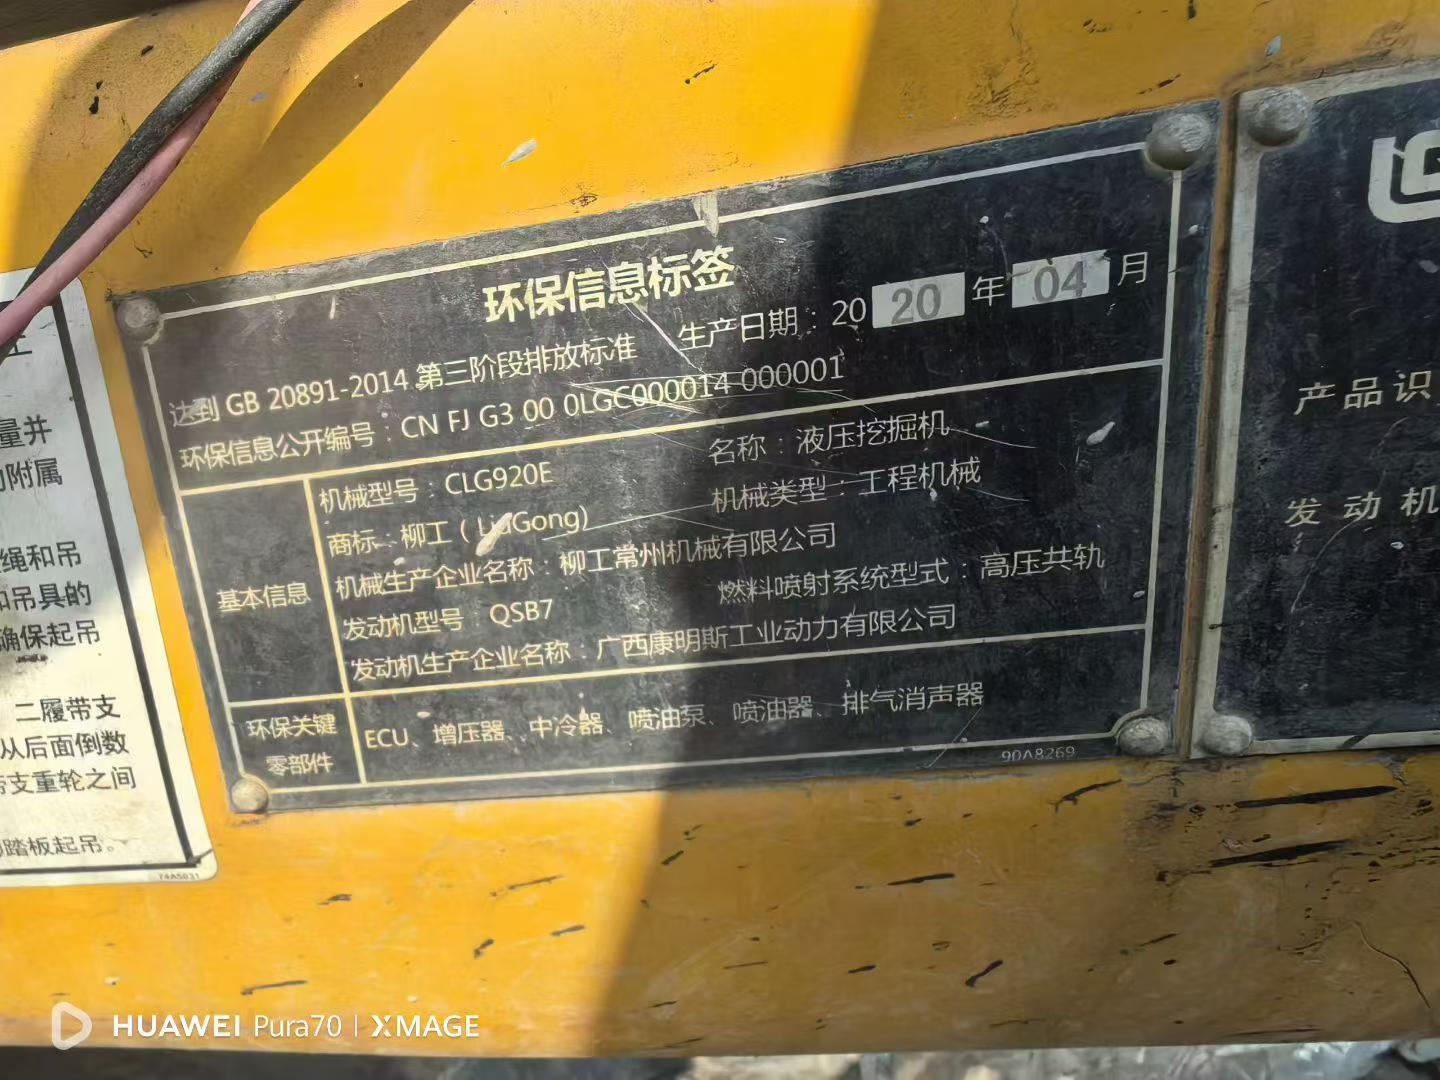 环保信息标签
达到 GB 20891-2014 第三阶段排放标准 生产日期：20 20 年 04 月
环保信息公开编号：CN FJ G3 00 0LGC000014 000001
基本信息
机械型号：CLG920E 名称：液压挖掘机
商标：柳工（LiuGong) 机械类型：工程机械
机械生产企业名称：柳工常州机械有限公司
发动机型号：QSB7 燃料喷射系统型式：高压共轨
发动机生产企业名称：广西康明斯工业动力有限公司
环保关键
零部件
ECU、增压器、中冷器、喷油泵、喷油器、排气消声器
90A8269
量并
附属
绳和吊
吊具的
确保起吊
二履带支
从后面倒数
支重轮之间
踏板起吊。
74A5031
产品识
发动机
HUAWEI Pura70 | XMAGE